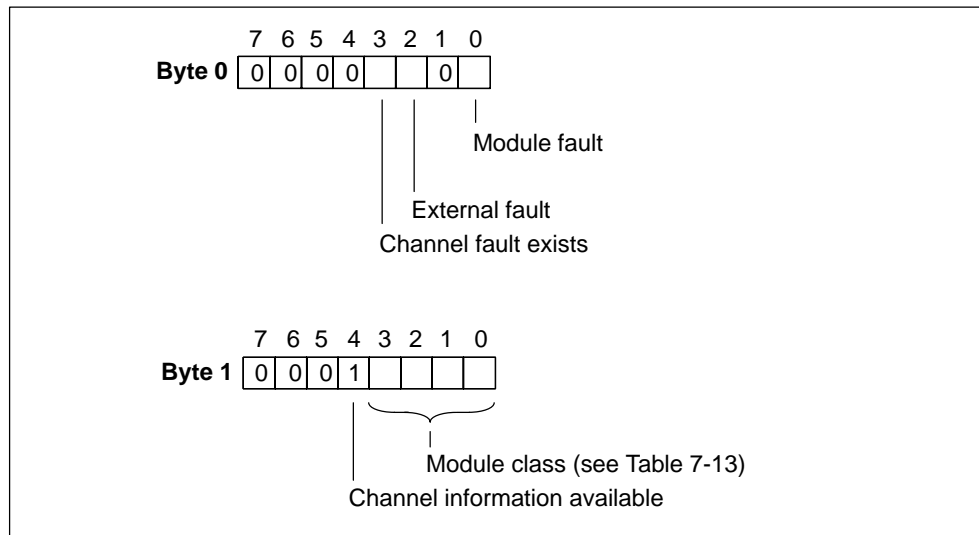 7 6 5 4 3 2 1 0
Byte 0 0 0 0 0 0
Module fault
External fault
Channel fault exists
7 6 5 4 3 2 1 0
Byte 1 0 0 0 1
Module class (see Table 7-13)
Channel information available